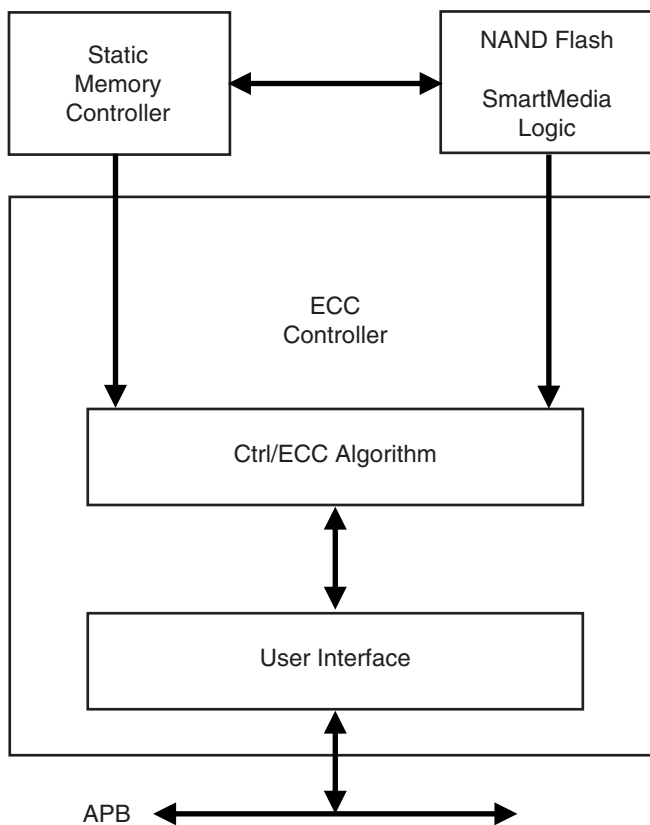 Static
Memory
Controller
NAND Flash
SmartMedia
Logic
ECC
Controller
Ctrl/ECC Algorithm
User Interface
APB